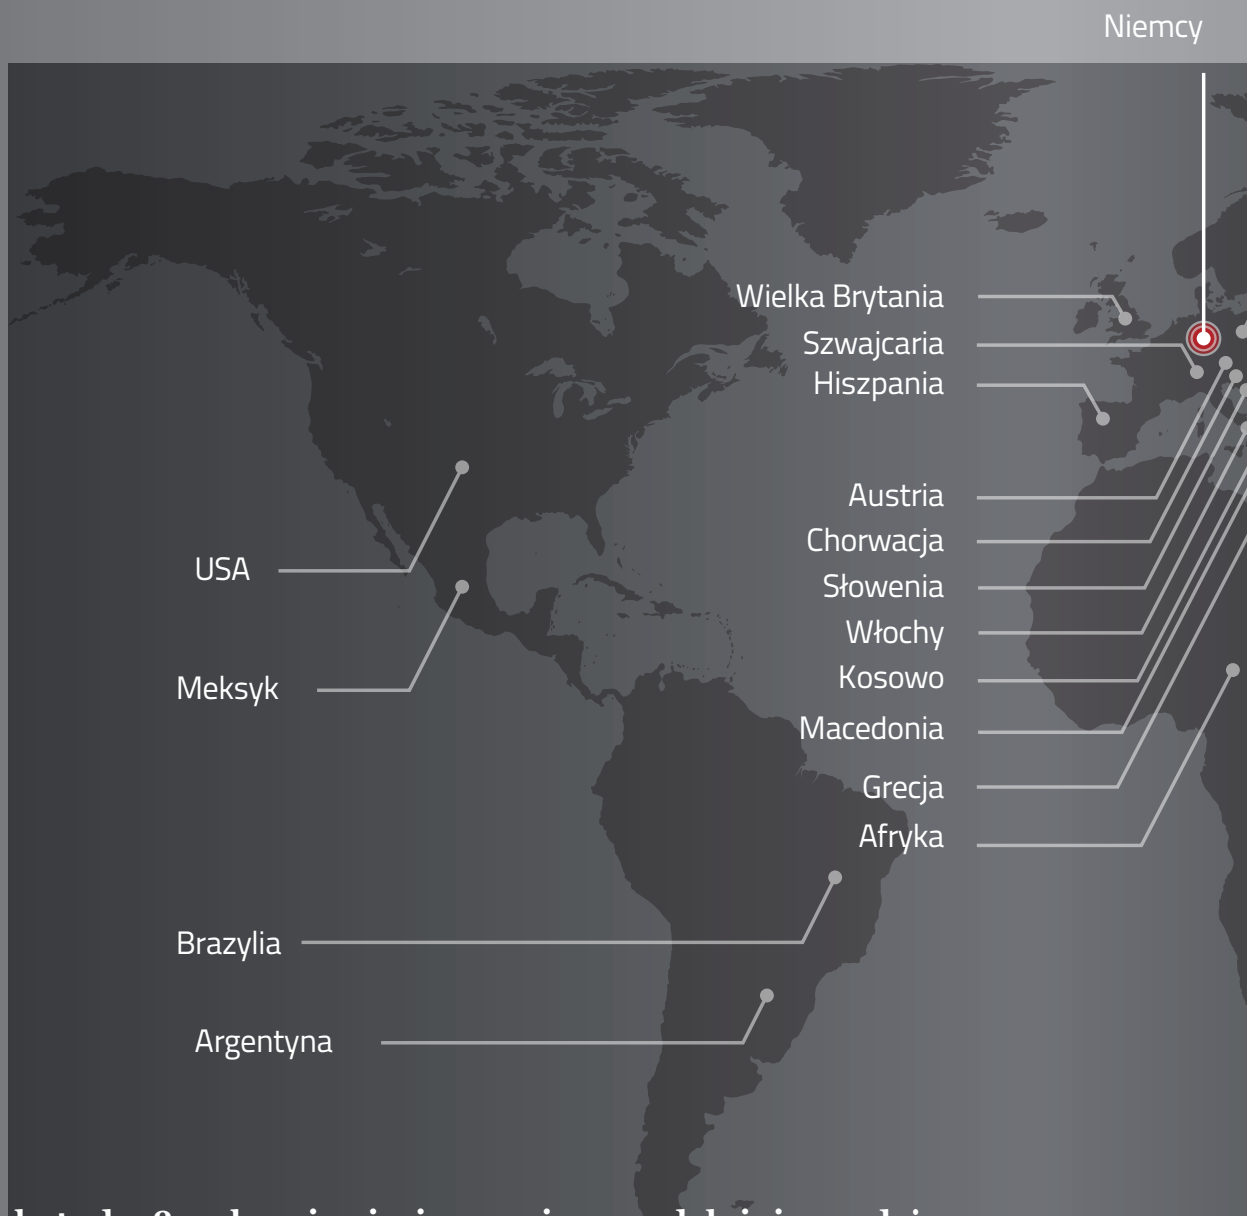 Niemcy
Wielka Brytania
Szwajcaria
Hiszpania
Austria
Chorwacja
Słowenia
Włochy
Kosowo
Macedonia
Grecja
Afryka
USA
Meksyk
Brazylia
Argentyna